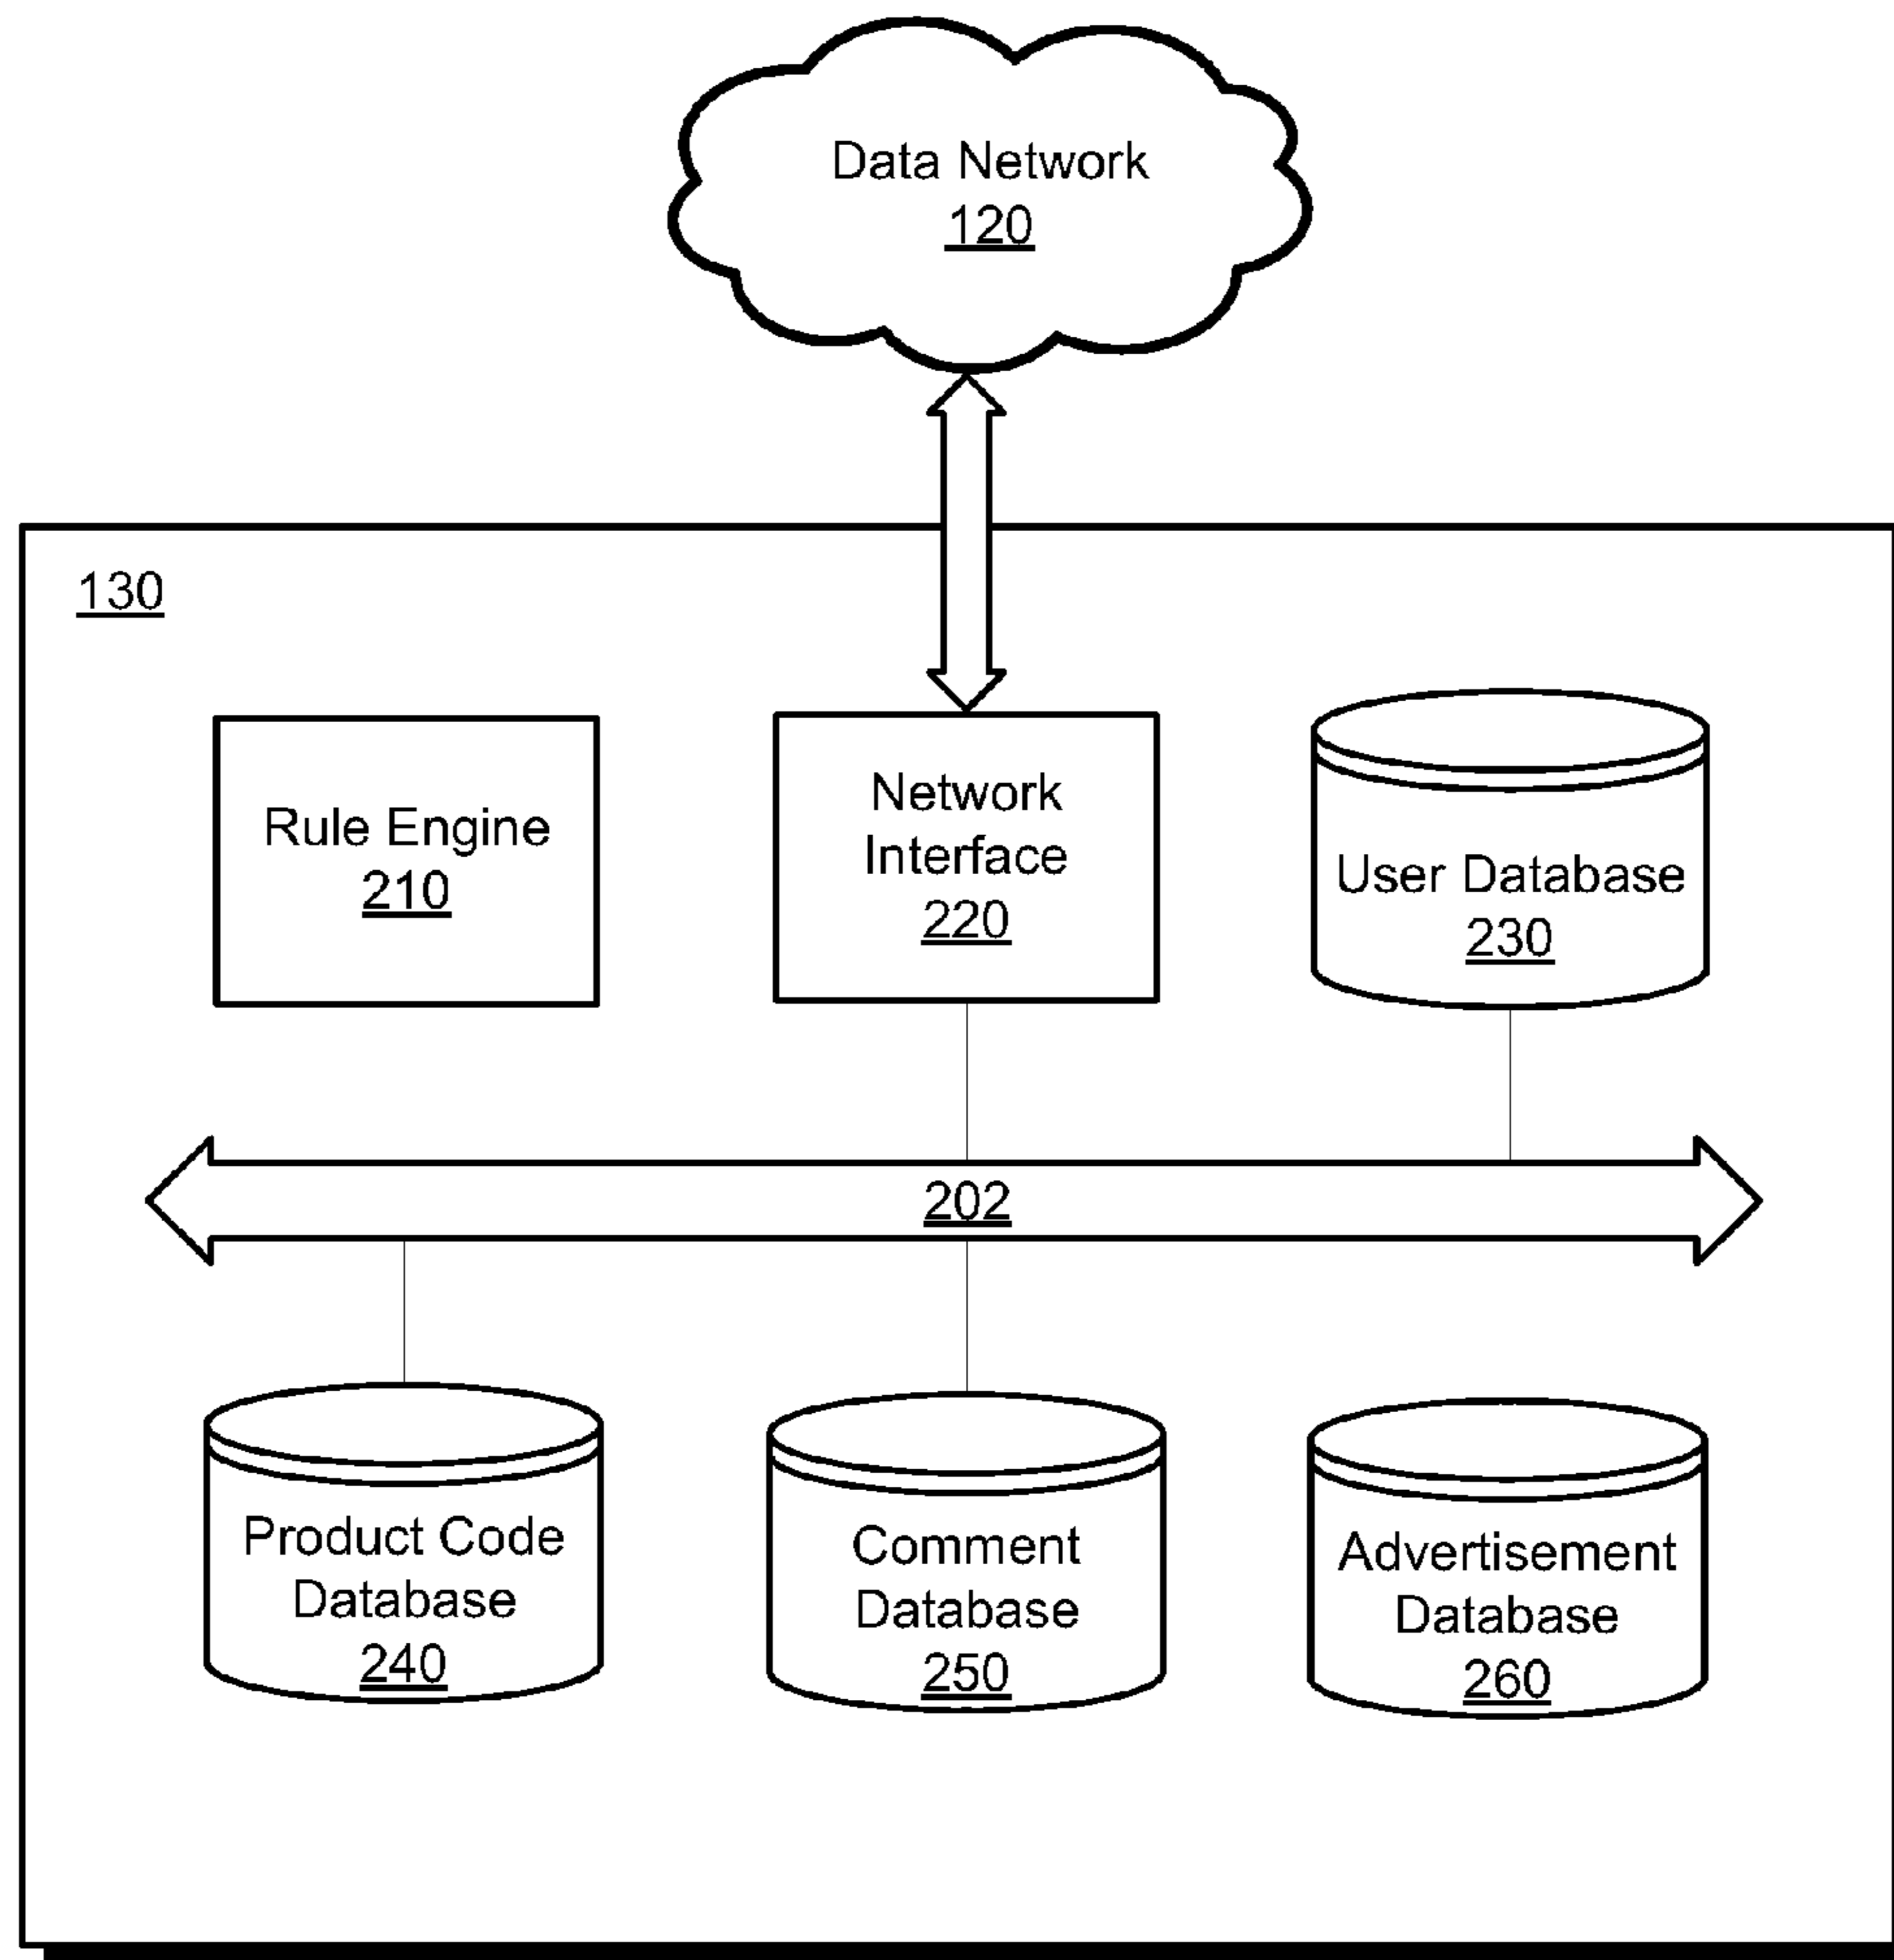 Data Network
120
130
Rule Engine
210
Network
Interface
220
User Database
230
202
Product Code
Database
240
Comment
Database
250
Advertisement
Database
260